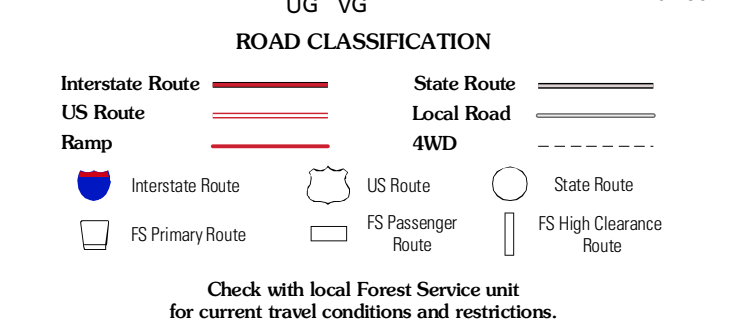 UG VG
ROAD CLASSIFICATION
Interstate Route
State Route
US Route
Local Road
Ramp
4WD
Interstate Route
US Route
State Route
FS Primary Route
FS Passenger
Route
FS High Clearance
Route
Check with local Forest Service unit
for current travel conditions and restrictions.